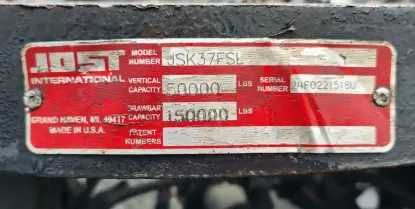 JOST
INTERNATIONAL
GRAND HAVEN, MI. 49417
MADE IN U.S.A.
MODEL NUMBER JSK37FSL
VERTICAL CAPACITY 50000 LBS
SERIAL NUMBER
DRAWBAR CAPACITY 150000 LBS
PATENT NUMBERS